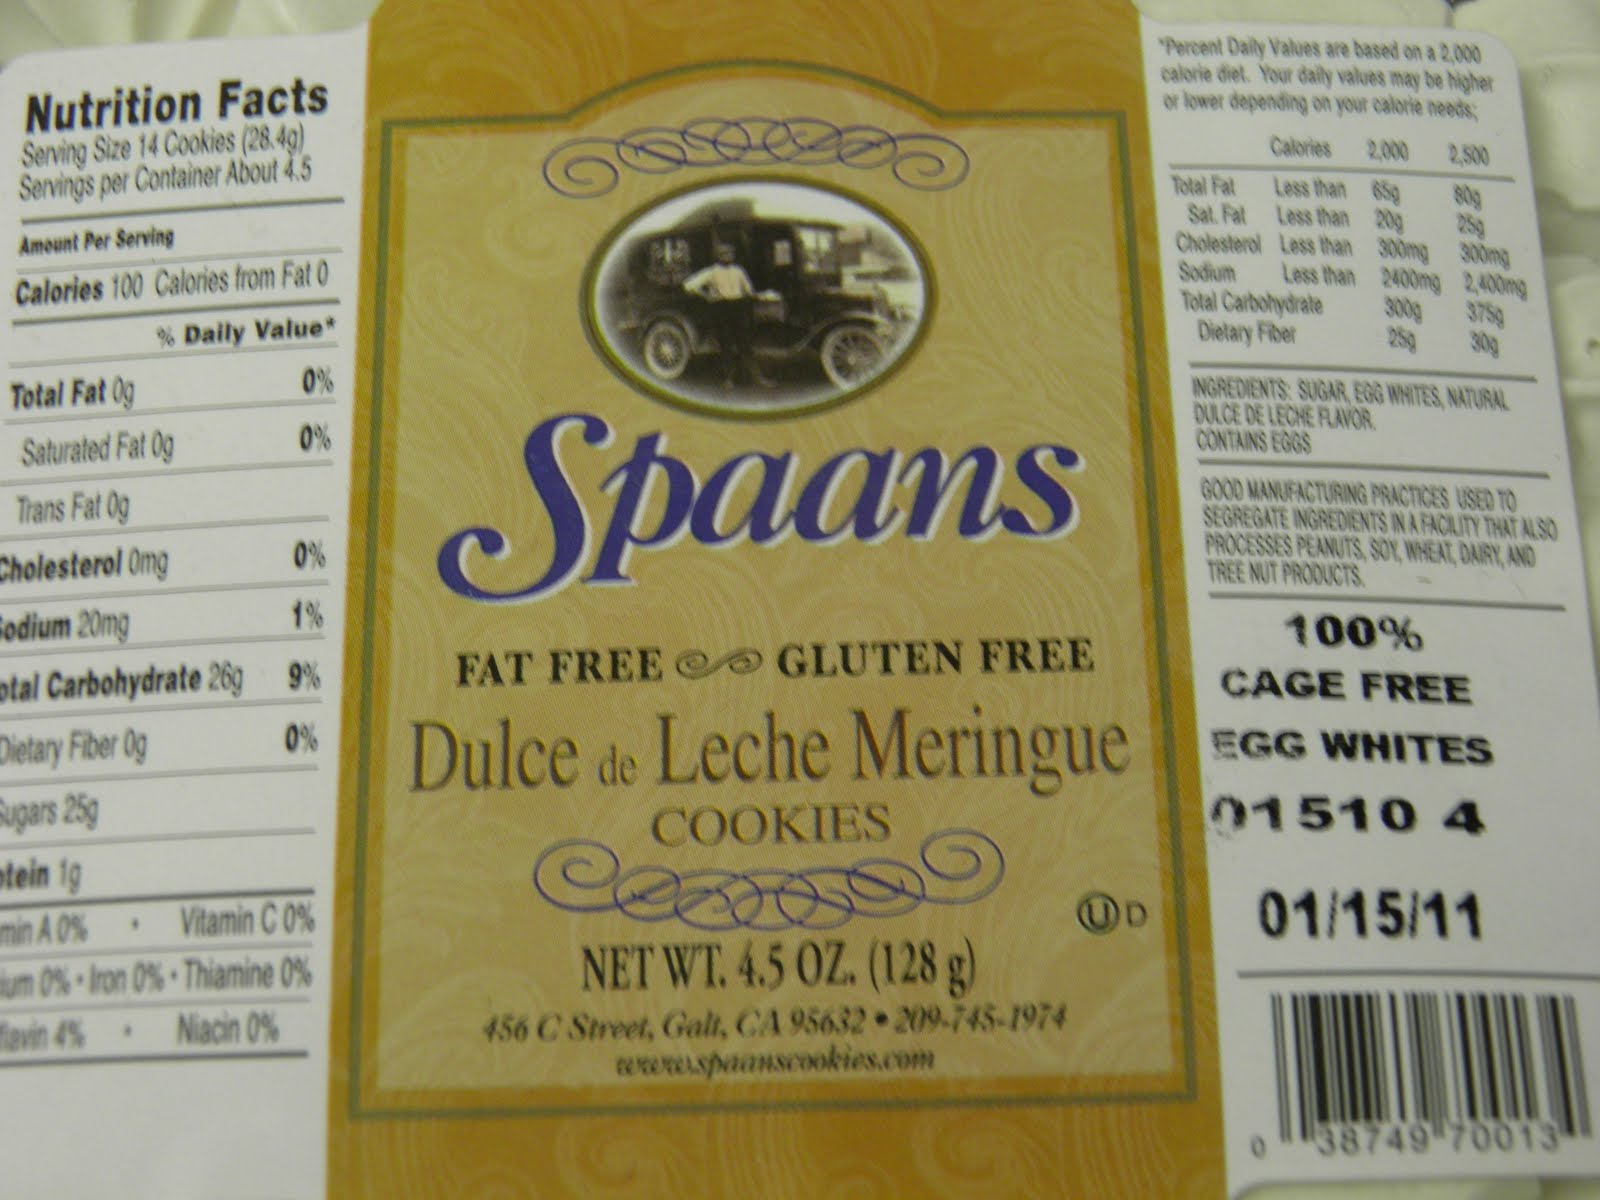 Nutrition Facts
Serving Size 14 Cookies (28.4g)
Servings per Container About 4.5
Amount Per Serving
Calories 100 Calories from Fat 0
% Daily Value*
Total Fat 0g 0%
Saturated Fat 0g 0%
Trans Fat 0g
Cholesterol 0mg 0%
odium 20mg 1%
otal Carbohydrate 26g 9%
Dietary Fiber 0g 0%
Sugars 25g
otein 1g
min A 0% • Vitamin C 0%
ium 0% • Iron 0% • Thiamine 0%
flavin 4% • Niacin 0%
Spaans
FAT FREE GLUTEN FREE
Dulce de Leche Meringue
COOKIES
U D
NET WT. 4.5 OZ. (128 g)
456 C Street, Galt, CA 95632 • 209-745-1974
www.spaanscookies.com
*Percent Daily Values are based on a 2,000
calorie diet. Your daily values may be higher
or lower depending on your calorie needs;
Calories 2,000 2,500
Total Fat Less than 65g 80g
Sat. Fat Less than 20g 25g
Cholesterol Less than 300mg 300mg
Sodium Less than 2400mg 2,400mg
Total Carbohydrate 300g 375g
Dietary Fiber 25g 30g
INGREDIENTS: SUGAR, EGG WHITES, NATURAL
DULCE DE LECHE FLAVOR.
CONTAINS EGGS
GOOD MANUFACTURING PRACTICES USED TO
SEGREGATE INGREDIENTS IN A FACILITY THAT ALSO
PROCESSES PEANUTS, SOY, WHEAT, DAIRY, AND
TREE NUT PRODUCTS.
100%
CAGE FREE
EGG WHITES
01510 4
01/15/11
0 38749 70013